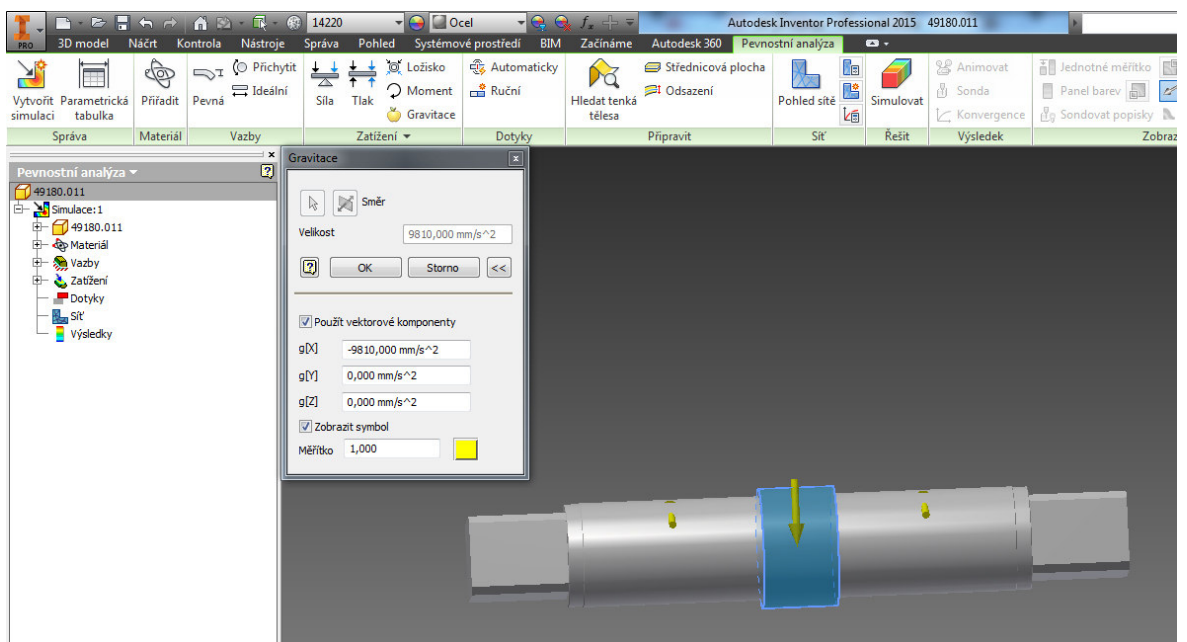 PRO
14220
Ocel
Autodesk Inventor Professional 2015 49180.011
3D model Náčrt Kontrola Nástroje Správa Pohled Systémové prostředí BIM Začínáme Autodesk 360 Pevnostní analýza
Vytvořit simulaci
Parametrická tabulka
Přiřadit
Pevná
Přichytit
Ideální
Síla
Tlak
Ložisko
Moment
Gravitace
Automaticky
Ruční
Hledat tenká tělesa
Střednicová plocha
Odsazení
Pohled sítě
Simulovat
Animovat
Sonda
Konvergence
Jednotné měřítko
Panel barev
Sondovat popisky
Správa Materiál Vazby Zatížení Dotyky Připravit Síť Řešit Výsledek Zobraz
Pevnostní analýza
49180.011
Simulace:1
49180.011
Materiál
Vazby
Zatížení
Dotyky
Síť
Výsledky
Gravitace
Směr
Velikost 9810,000 mm/s^2
OK Storno <<
Použít vektorové komponenty
g[X] -9810,000 mm/s^2
g[Y] 0,000 mm/s^2
g[Z] 0,000 mm/s^2
Zobrazit symbol
Měřítko 1,000